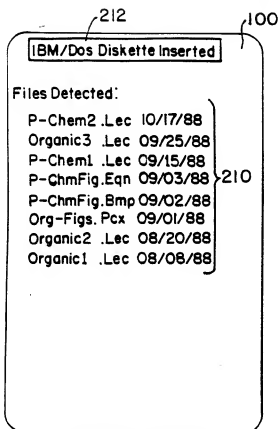 212
100
IBM/Dos Diskette Inserted
Files Detected:
P-Chem2 .Lec 10/17/88
Organic3 .Lec 09/25/88
P-Chem1 .Lec 09/15/88
P-ChmFig.Eqn 09/03/88
P-ChmFig.Bmp 09/02/88
Org-Figs. Pcx 09/01/88
Organic2 .Lec 08/20/88
Organic1 .Lec 08/08/88
210